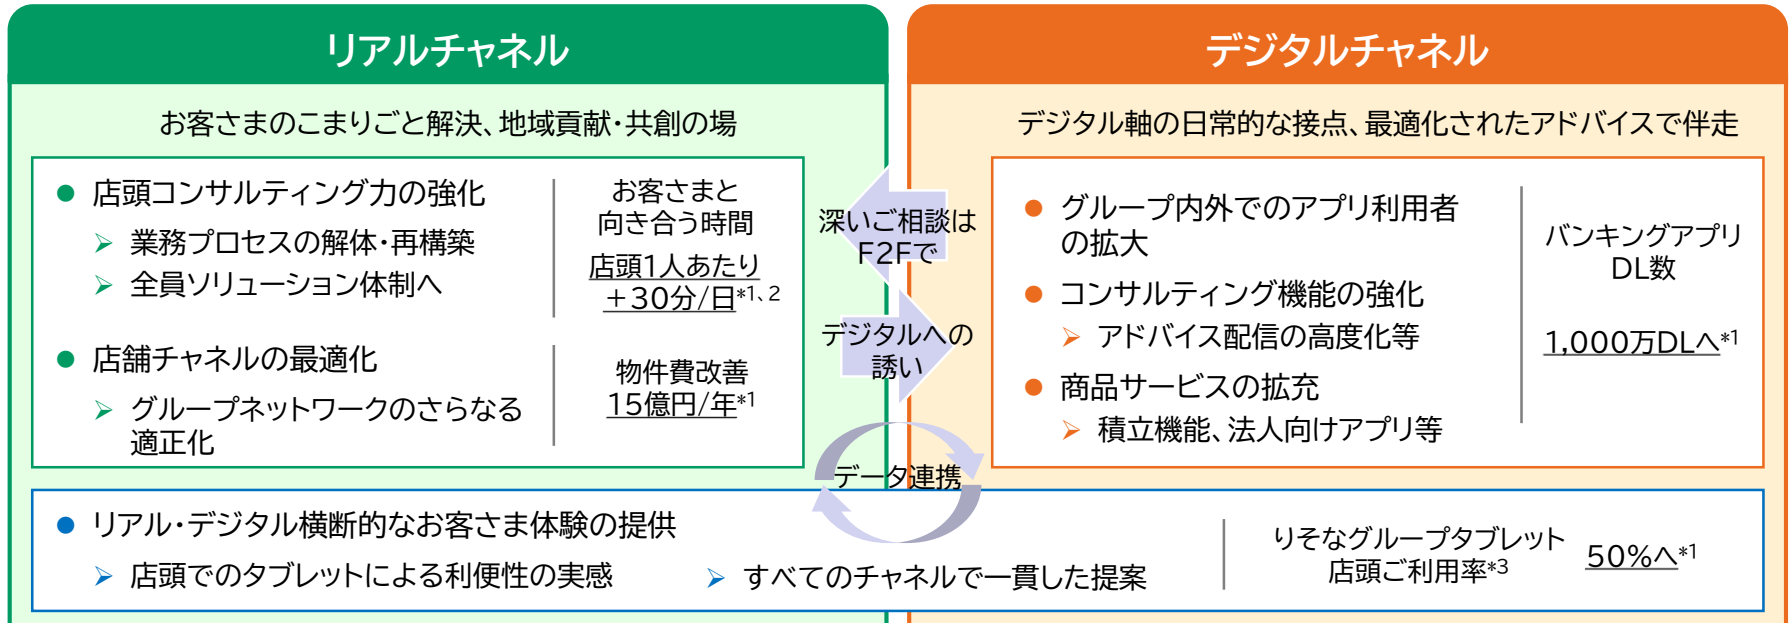 リアルチャネル
お客さまのこまりごと解決、地域貢献・共創の場
店頭コンサルティング力の強化
業務プロセスの解体・再構築
全員ソリューション体制へ
お客さまと
向き合う時間
店頭1人あたり
＋30分/日*1、2
店舗チャネルの最適化
グループネットワークのさらなる
適正化
物件費改善
15億円/年*1
深いご相談は
F2Fで
デジタルへの
誘い
データ連携
デジタルチャネル
デジタル軸の日常的な接点、最適化されたアドバイスで伴走
グループ内外でのアプリ利用者
の拡大
コンサルティング機能の強化
アドバイス配信の高度化等
商品サービスの拡充
積立機能、法人向けアプリ等
バンキングアプリ
DL数
1,000万DLへ*1
リアル・デジタル横断的なお客さま体験の提供
店頭でのタブレットによる利便性の実感
すべてのチャネルで一貫した提案
りそなグループタブレット
店頭ご利用率*3
50%へ*1